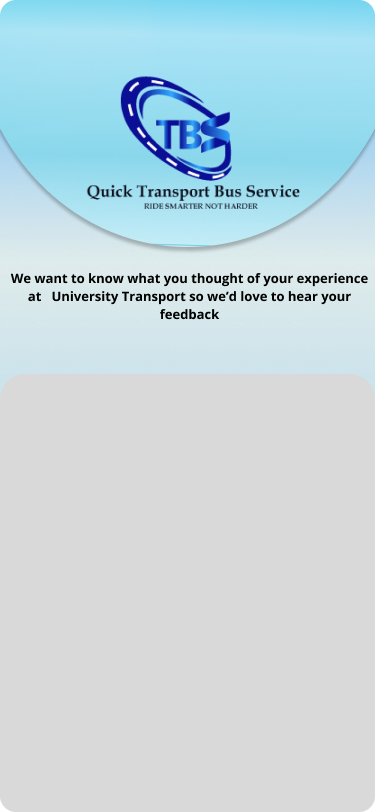 TBS
Quick Transport Bus Service
RIDE SMARTER NOT HARDER
We want to know what you thought of your experience
at University Transport so we’d love to hear your
feedback